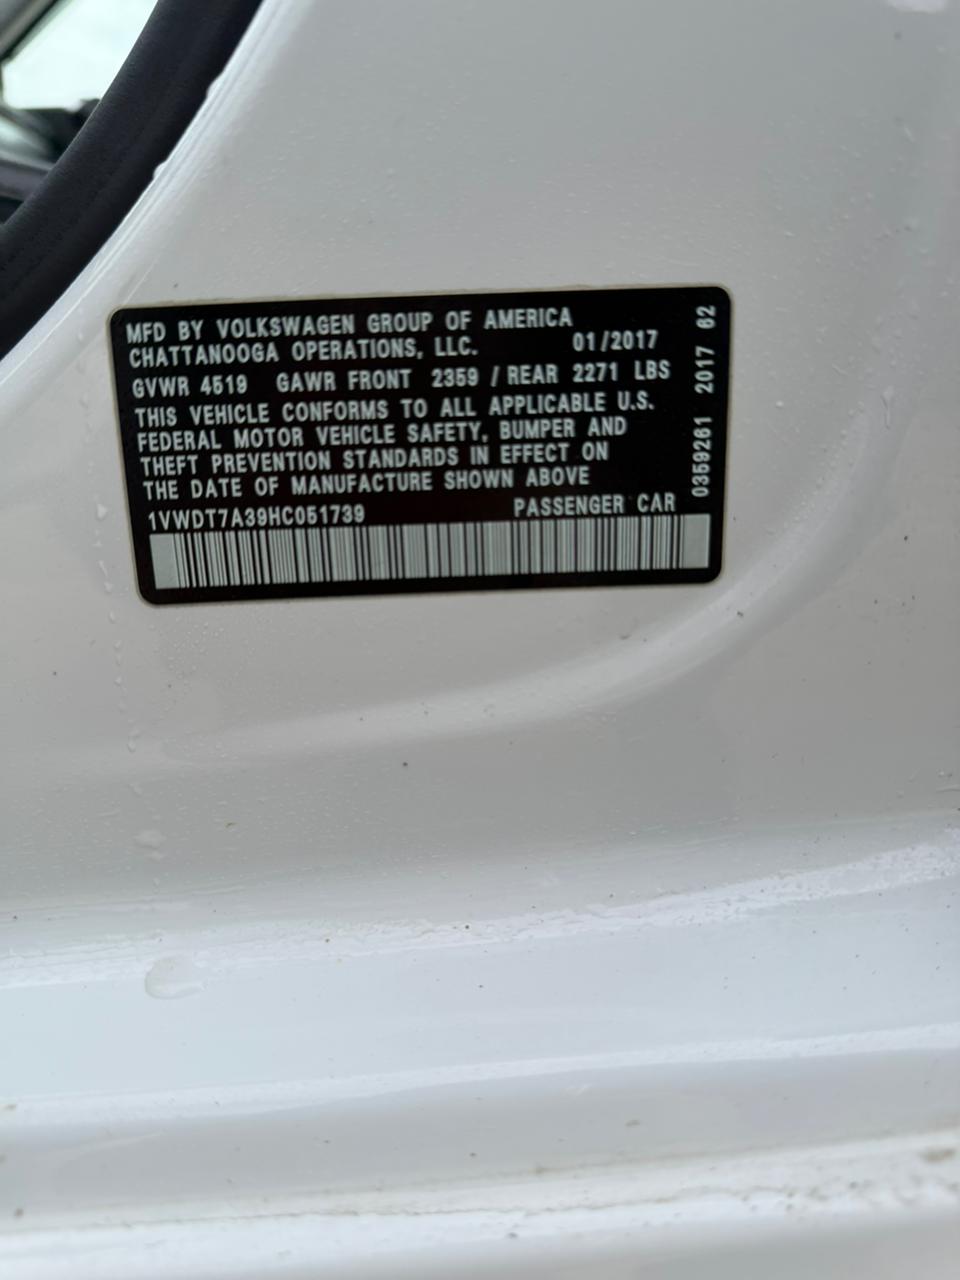 MFD BY VOLKSWAGEN GROUP OF AMERICA
CHATTANOOGA OPERATIONS, LLC. 01/2017
GVWR 4519 GAWR FRONT 2359 / REAR 2271 LBS
THIS VEHICLE CONFORMS TO ALL APPLICABLE U.S.
FEDERAL MOTOR VEHICLE SAFETY, BUMPER AND
THEFT PREVENTION STANDARDS IN EFFECT ON
THE DATE OF MANUFACTURE SHOWN ABOVE
1VWDT7A39HC051739 PASSENGER CAR
0359261 2017 62